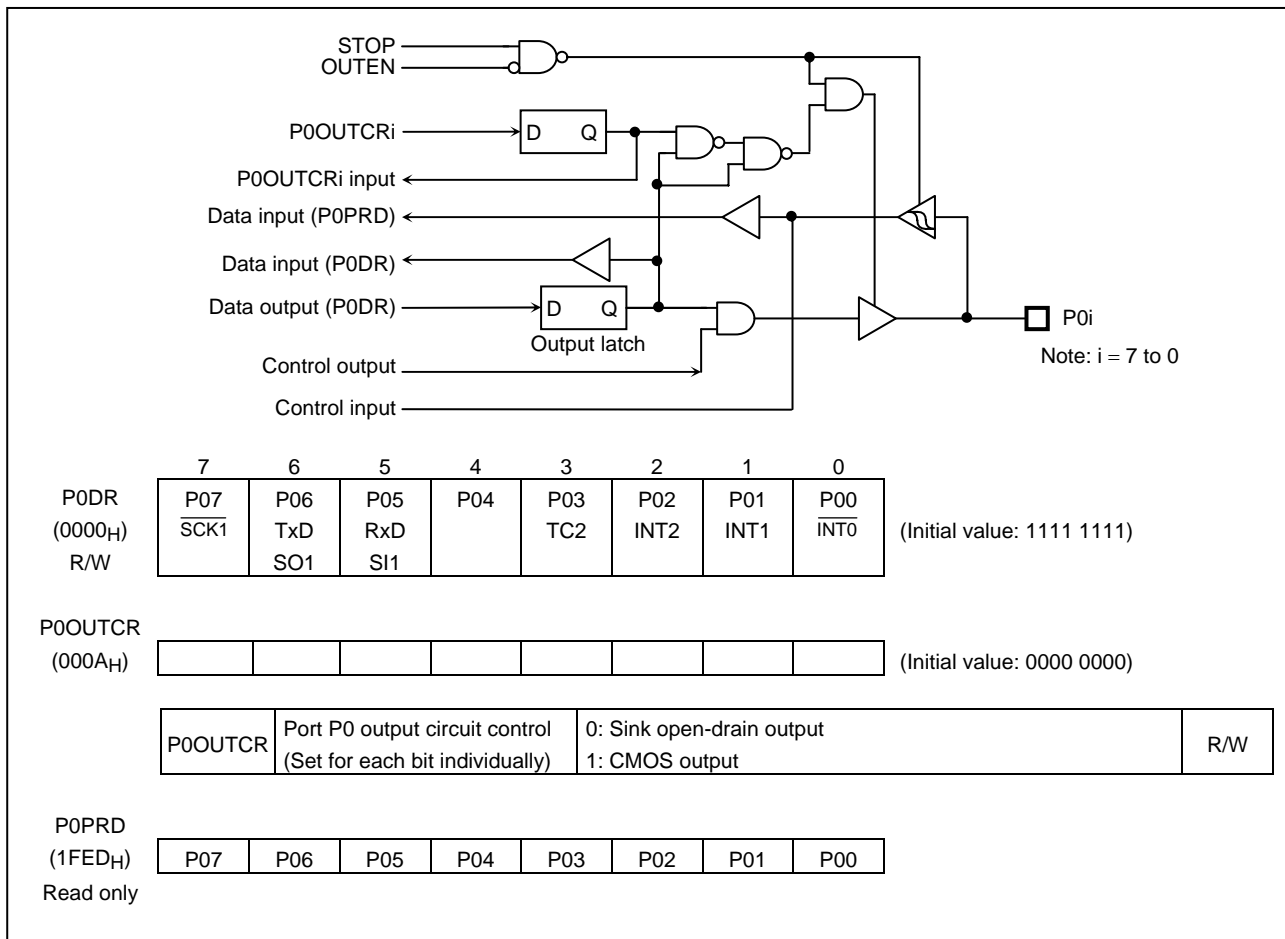 STOP
OUTEN
P0OUTCRi
D Q
P0OUTCRi input
Data input (P0PRD)
Data input (P0DR)
Data output (P0DR)
D Q
Output latch
P0i
Note: i = 7 to 0
Control output
Control input
7 6 5 4 3 2 1 0
P0DR
(0000H)
R/W
P07 P06 P05 P04 P03 P02 P01 P00
SCK1 TxD RxD TC2 INT2 INT1 INT0
SO1 SI1
(Initial value: 1111 1111)
P0OUTCR
(000AH)
(Initial value: 0000 0000)
P0OUTCR
Port P0 output circuit control
(Set for each bit individually)
0: Sink open-drain output
1: CMOS output
R/W
P0PRD
(1FEDH)
Read only
P07 P06 P05 P04 P03 P02 P01 P00